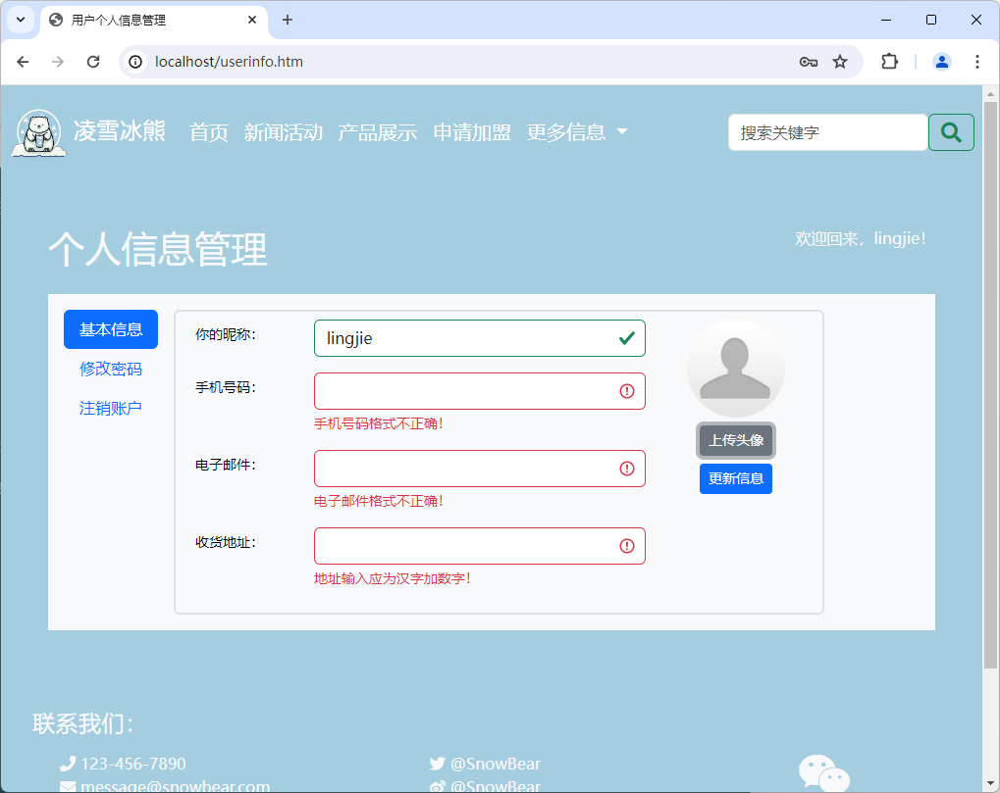 用户个人信息管理
localhost/userinfo.htm
凌雪冰熊 首页 新闻活动 产品展示 申请加盟 更多信息 搜索关键字
个人信息管理
欢迎回来，lingjie！
基本信息
修改密码
注销账户
你的昵称： lingjie
手机号码：
手机号码格式不正确！
电子邮件：
电子邮件格式不正确！
收货地址：
地址输入应为汉字加数字！
上传头像
更新信息
联系我们：
123-456-7890 @SnowBear
message@snowbear.com @SnowBear